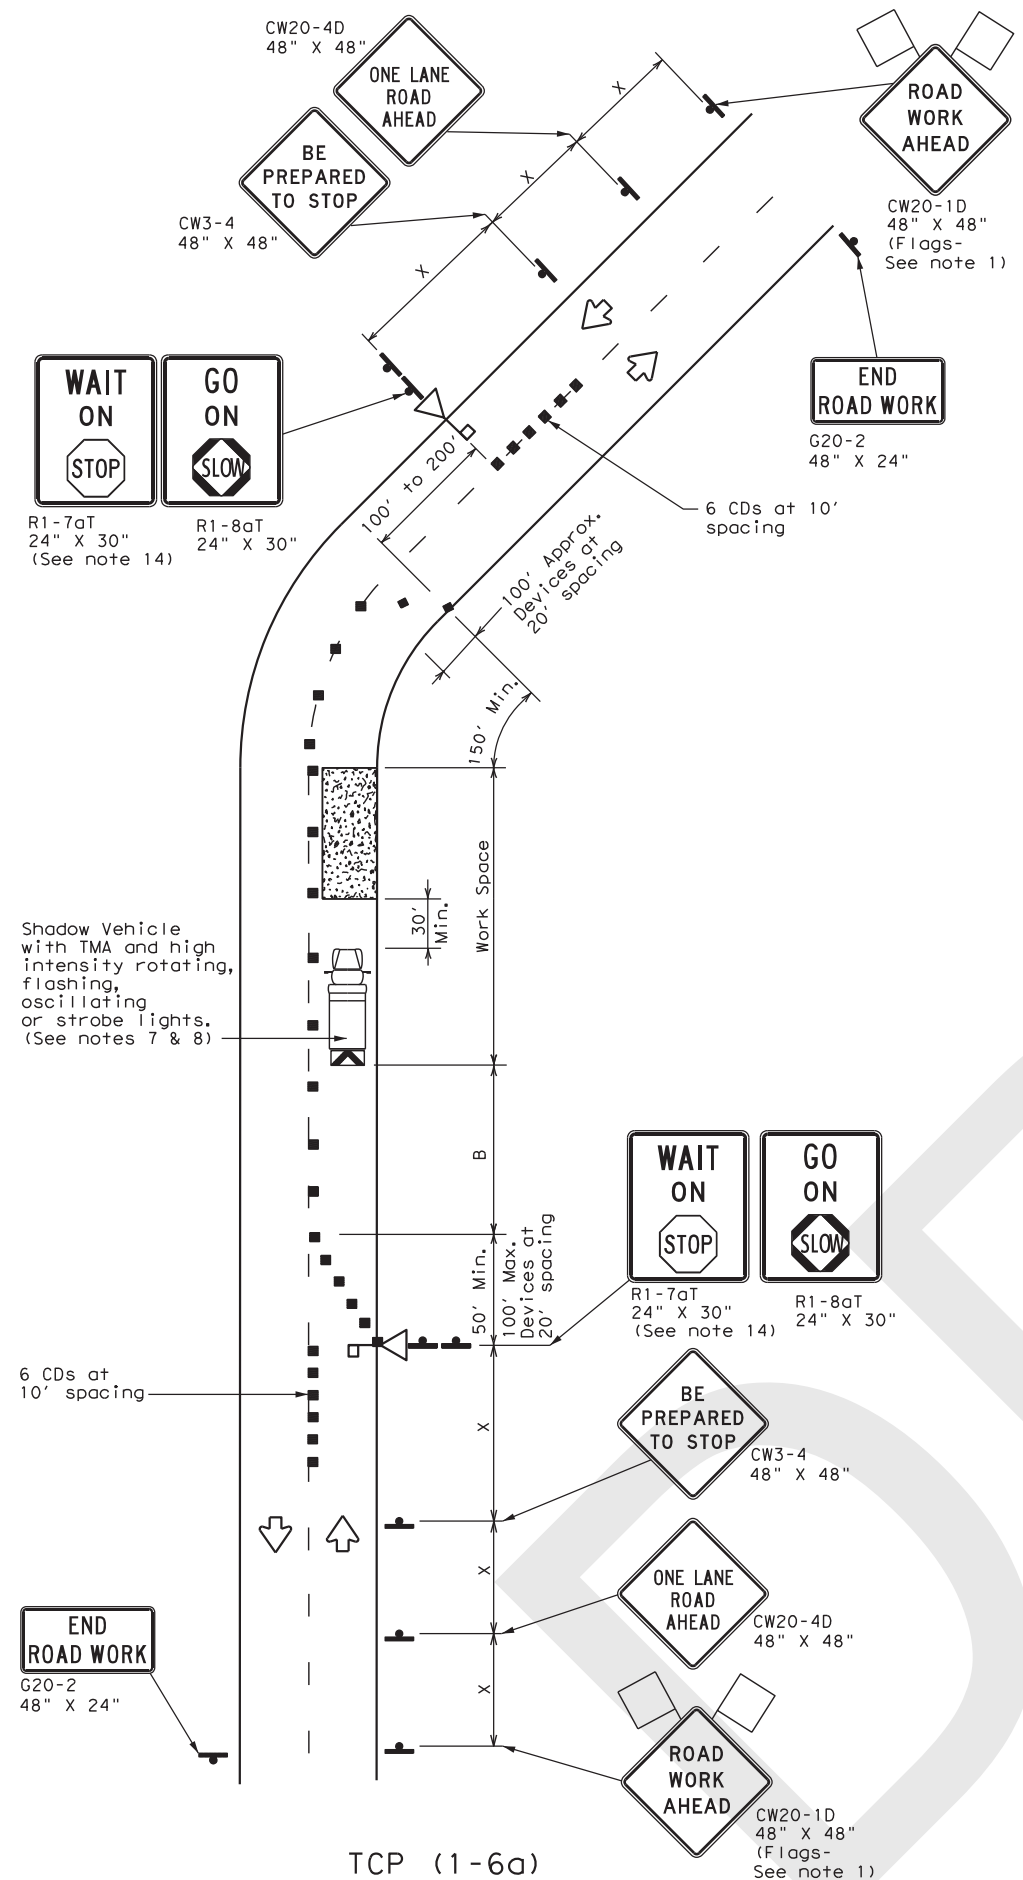 CW20-4D
48" X 48"
ONE LANE
ROAD
AHEAD
BE
PREPARED
TO STOP
CW3-4
48" X 48"
X
X
X
ROAD
WORK
AHEAD
CW20-1D
48" X 48"
(Flags-
See note 1)
END
ROAD WORK
G20-2
48" X 24"
WAIT
ON
STOP
GO
ON
SLOW
R1-7aT
24" X 30"
(See note 14)
R1-8aT
24" X 30"
100' to 200'
6 CDs at 10'
spacing
100' Approx.
Devices at
20' spacing
150' Min.
Work Space
30'
Min.
Shadow Vehicle
with TMA and high
intensity rotating,
flashing,
oscillating
or strobe lights.
(See notes 7 & 8)
B
50' Min.
100' Max.
Devices at
20' spacing
WAIT
ON
STOP
GO
ON
SLOW
R1-7aT
24" X 30"
(See note 14)
R1-8aT
24" X 30"
6 CDs at
10' spacing
X
BE
PREPARED
TO STOP
CW3-4
48" X 48"
X
ONE LANE
ROAD
AHEAD
CW20-4D
48" X 48"
END
ROAD WORK
G20-2
48" X 24"
X
ROAD
WORK
AHEAD
CW20-1D
48" X 48"
(Flags-
See note 1)
TCP (1-6a)